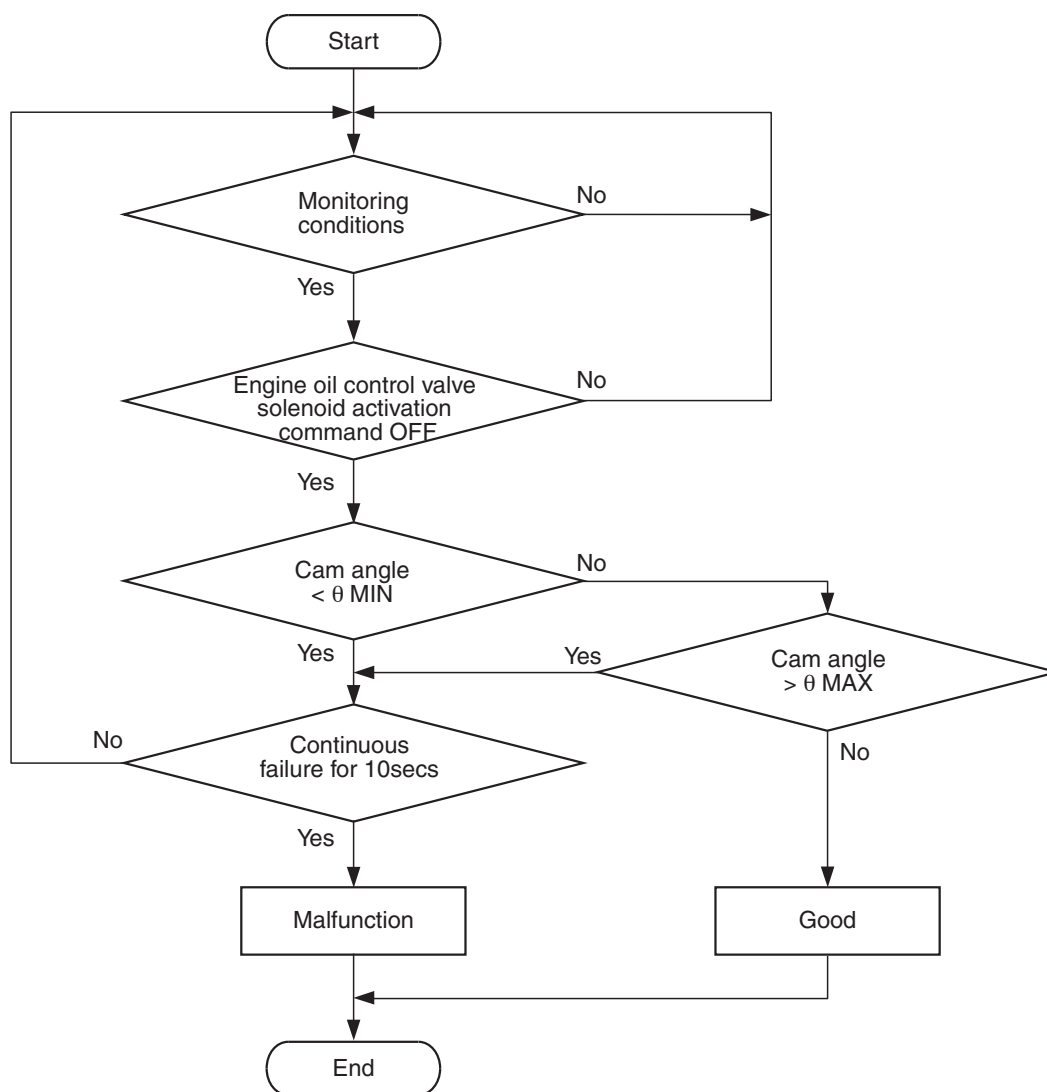 Start
Monitoring
conditions
No
Yes
Engine oil control valve
solenoid activation
command OFF
No
Yes
Cam angle
< θ MIN
No
Yes
Yes
Cam angle
> θ MAX
No
Continuous
failure for 10secs
No
Yes
Malfunction
Good
End